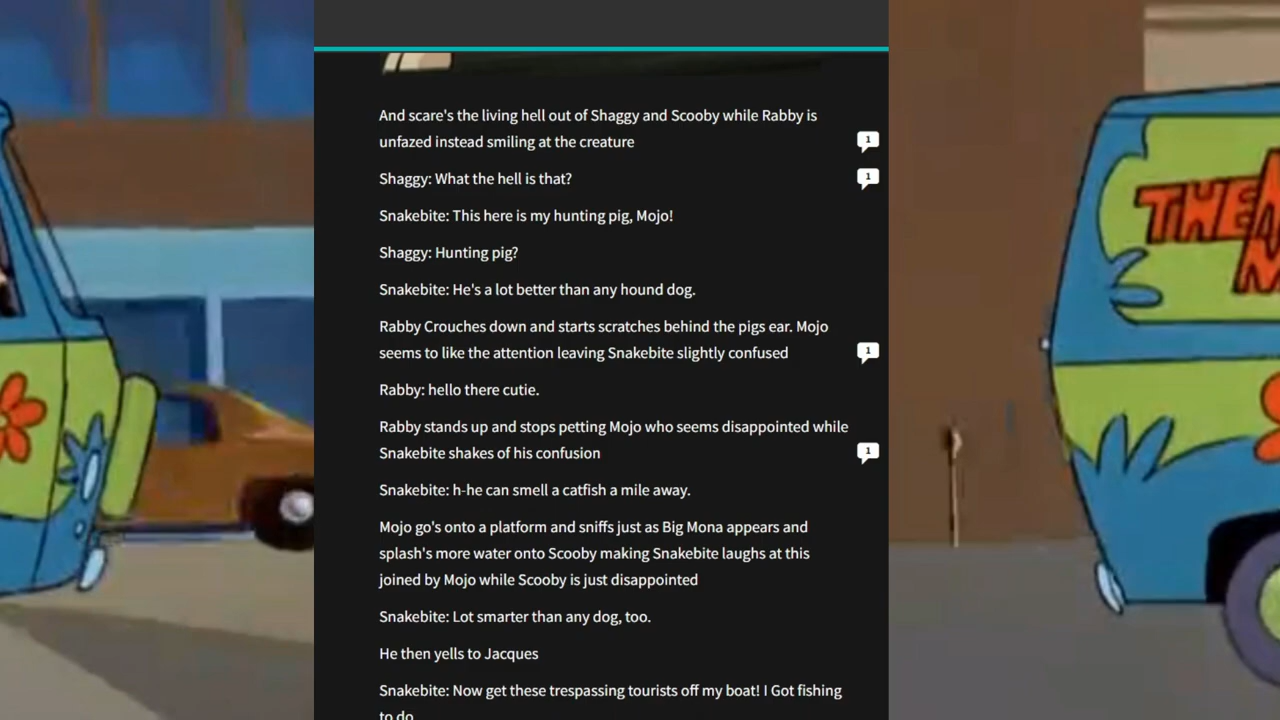 And scare's the living hell out of Shaggy and Scooby while Rabby is
unfazed instead smiling at the creature
1
Shaggy: What the hell is that?
1
Snakebite: This here is my hunting pig, Mojo!
Shaggy: Hunting pig?
Snakebite: He's a lot better than any hound dog.
Rabby Crouches down and starts scratches behind the pigs ear. Mojo
seems to like the attention leaving Snakebite slightly confused
1
Rabby: hello there cutie.
Rabby stands up and stops petting Mojo who seems disappointed while
Snakebite shakes of his confusion
1
Snakebite: h-he can smell a catfish a mile away.
Mojo go's onto a platform and sniffs just as Big Mona appears and
splash's more water onto Scooby making Snakebite laughs at this
joined by Mojo while Scooby is just disappointed
Snakebite: Lot smarter than any dog, too.
He then yells to Jacques
Snakebite: Now get these trespassing tourists off my boat! I Got fishing
to do
THE